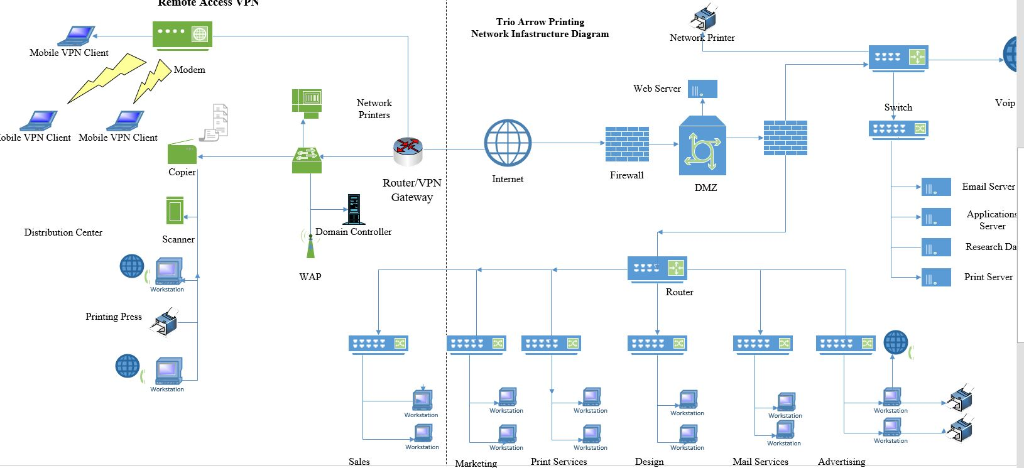 Remote Access VPN
Trio Arrow Printing
Network Infastructure Diagram
Network Printer
Mobile VPN Client
Modem
Web Server
Network
Printers
Switch
Voip
obile VPN Client
Mobile VPN Client
Copier
Internet
Firewall
DMZ
Router/VPN
Gateway
Email Server
Applications
Server
Distribution Center
Scanner
Domain Controller
Research Da
WAP
Print Server
Workstation
Router
Printing Press
Workstation
Workstation
Workstation
Workstation
Workstation
Workstation
Workstation
Workstation
Workstation
Workstation
Workstation
Workstation
Workstation
Sales
Marketing
Print Services
Design
Mail Services
Advertising